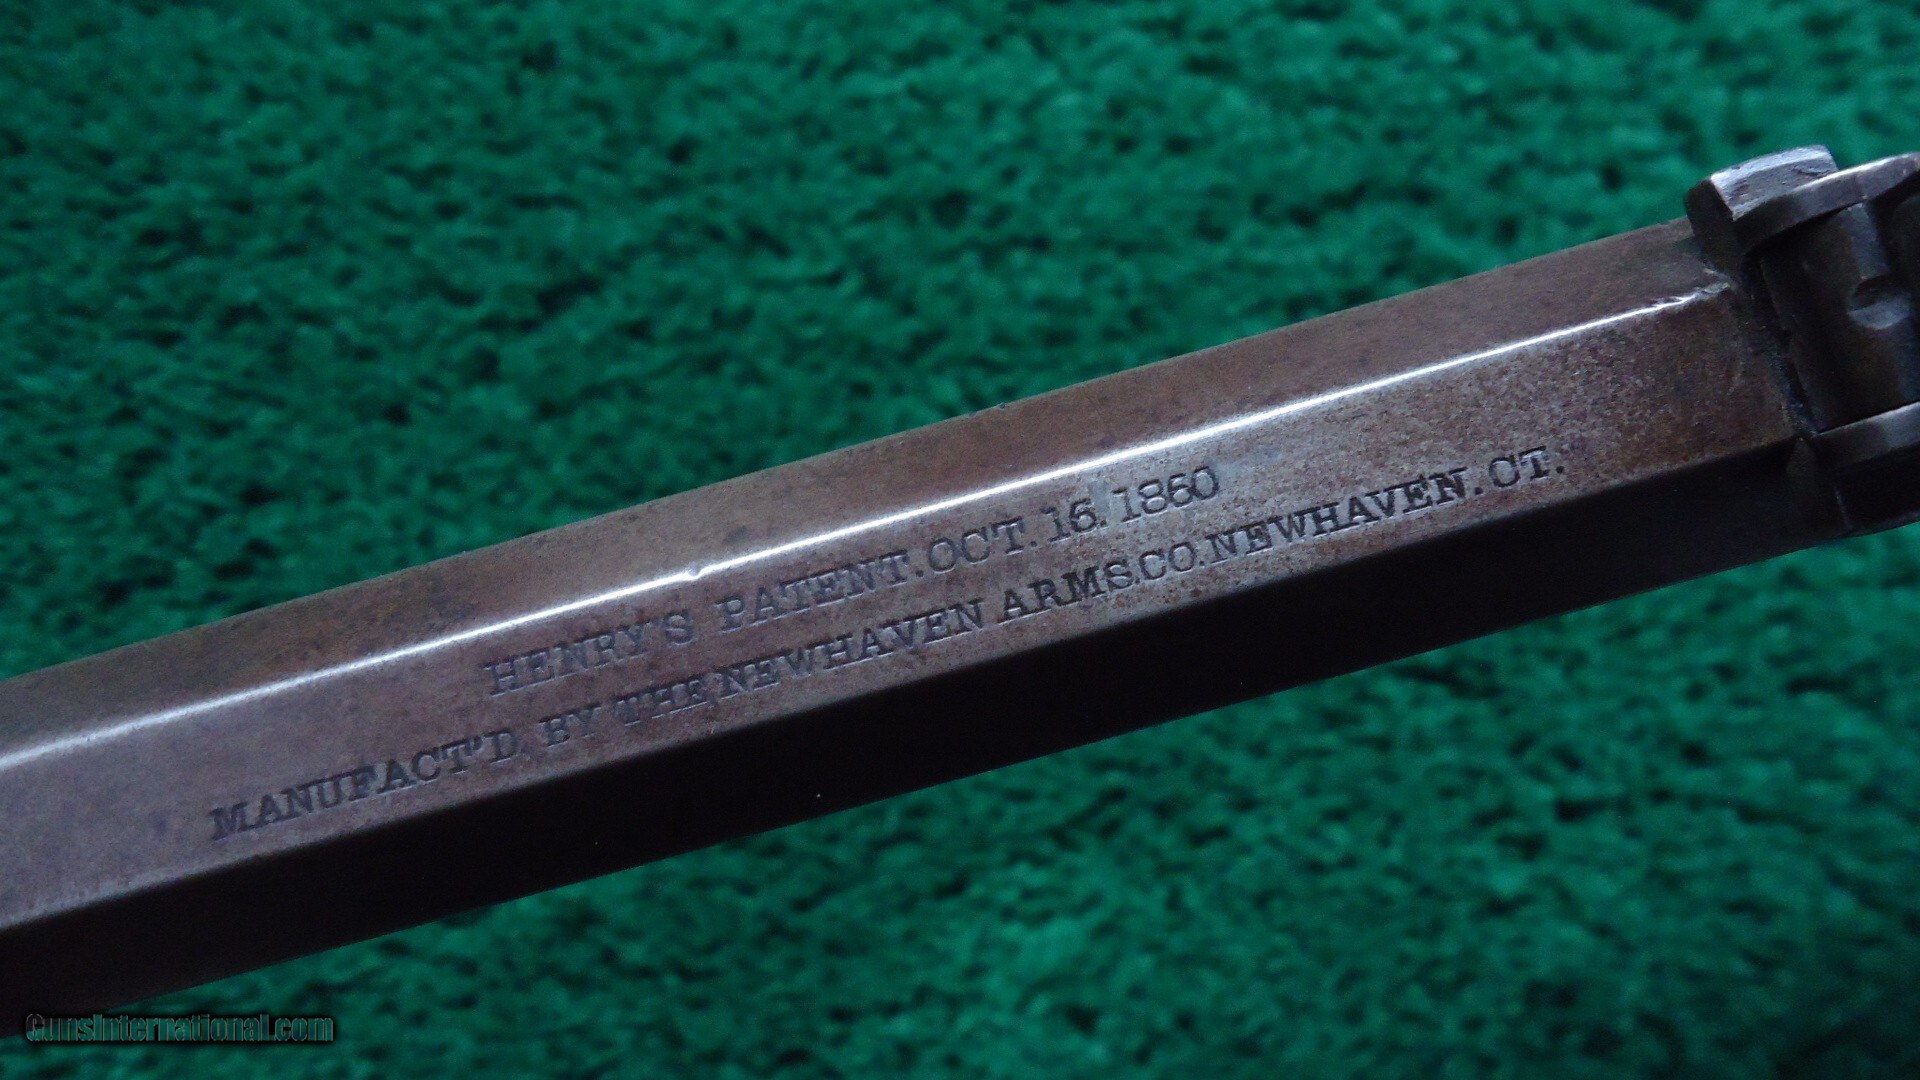 HENRY'S PATENT. OCT. 16. 1860
MANUFACT'D. BY THE NEWHAVEN ARMS. CO. NEWHAVEN. CT.
GunsInternational.com